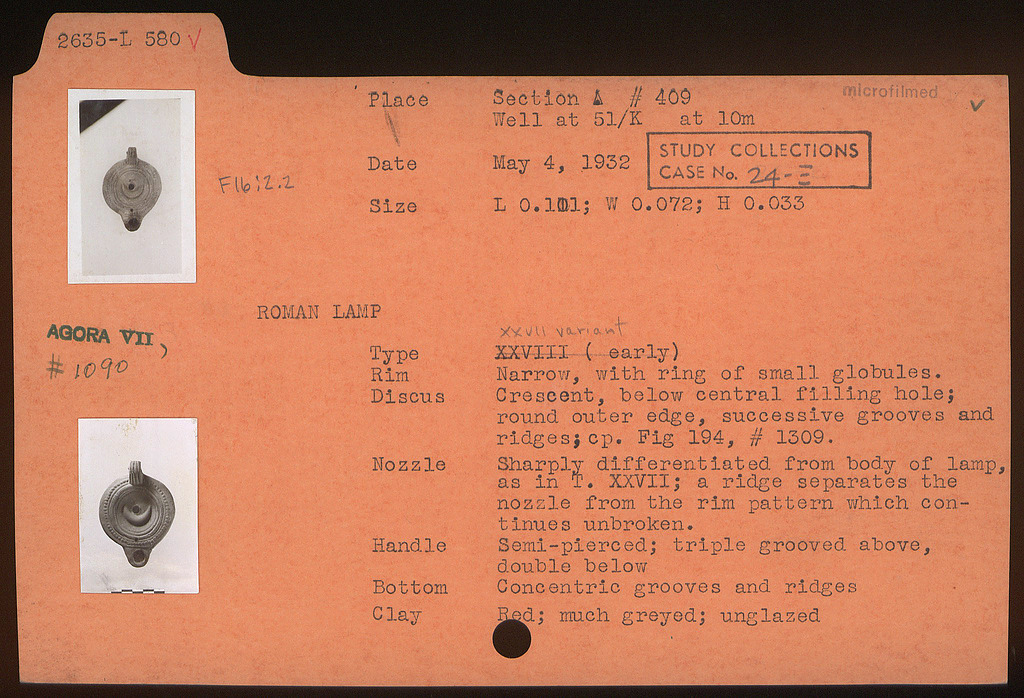 2635-L 580 √
microfilmed
Place Section Δ # 409
Well at 51/K at 10m
Date May 4, 1932
STUDY COLLECTIONS
CASE No. 24-Ξ
F16:2.2
Size L 0.101; W 0.072; H 0.033
ROMAN LAMP
AGORA VII,
# 1090
XXVII variant
Type XXVIII ( early)
Rim Narrow, with ring of small globules.
Discus Crescent, below central filling hole;
round outer edge, successive grooves and
ridges; cp. Fig 194, # 1309.
Nozzle Sharply differentiated from body of lamp,
as in T. XXVII; a ridge separates the
nozzle from the rim pattern which con-
tinues unbroken.
Handle Semi-pierced; triple grooved above,
double below
Bottom Concentric grooves and ridges
Clay Red; much greyed; unglazed